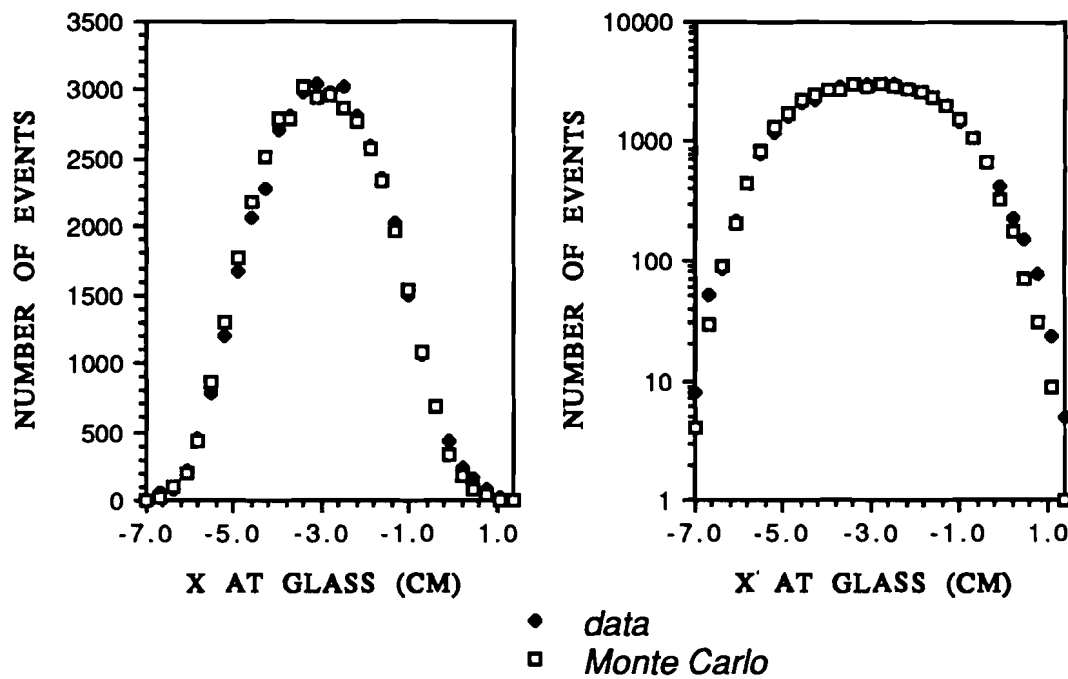 3500
3000
2500
2000
1500
1000
500
0
-7.0 -5.0 -3.0 -1.0 1.0
NUMBER OF EVENTS
X AT GLASS (CM)
10000
1000
100
10
1
-7.0 -5.0 -3.0 -1.0 1.0
NUMBER OF EVENTS
X' AT GLASS (CM)
data
Monte Carlo